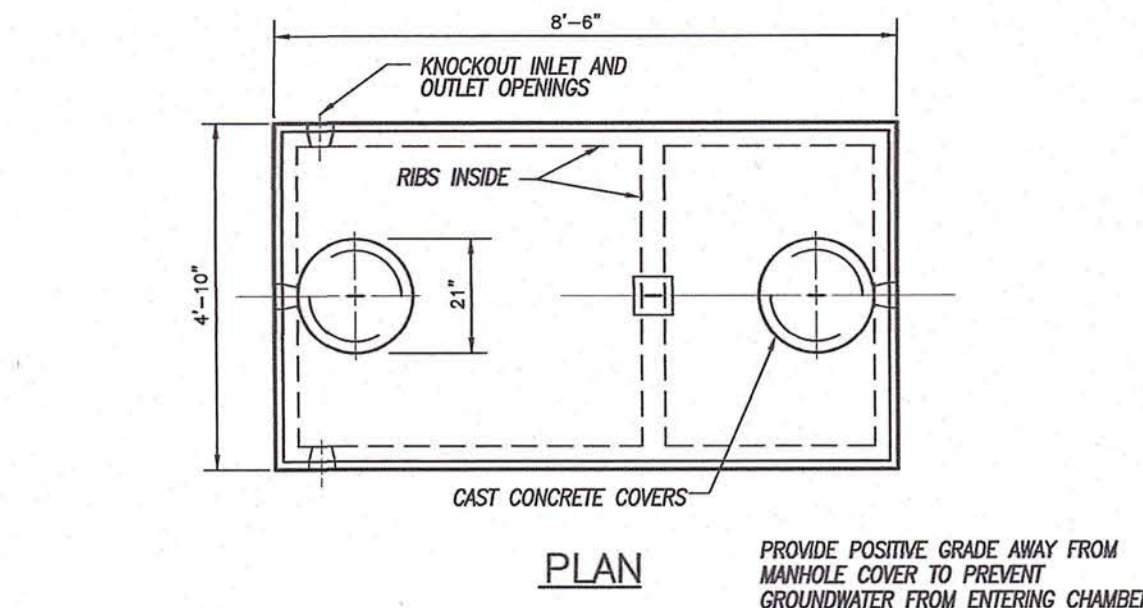 8'-6"
KNOCKOUT INLET AND
OUTLET OPENINGS
RIBS INSIDE
4'-10"
21"
CAST CONCRETE COVERS
PLAN
PROVIDE POSITIVE GRADE AWAY FROM
MANHOLE COVER TO PREVENT
GROUNDWATER FROM ENTERING CHAMBER